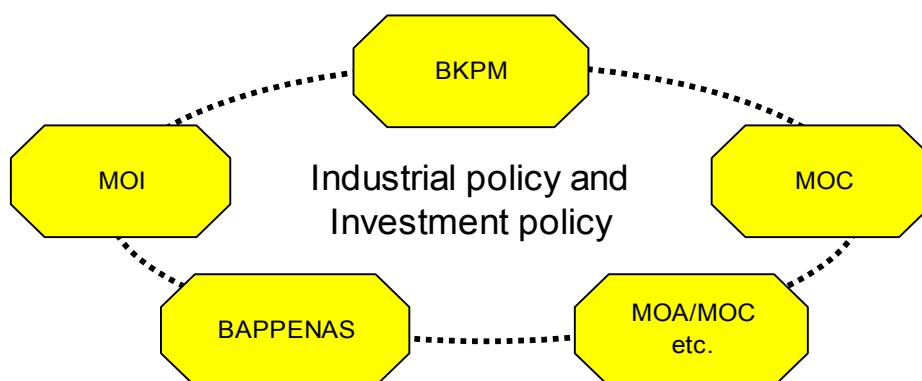 BKPM
MOI
Industrial policy and
Investment policy
MOC
BAPPENAS
MOA/MOC
etc.